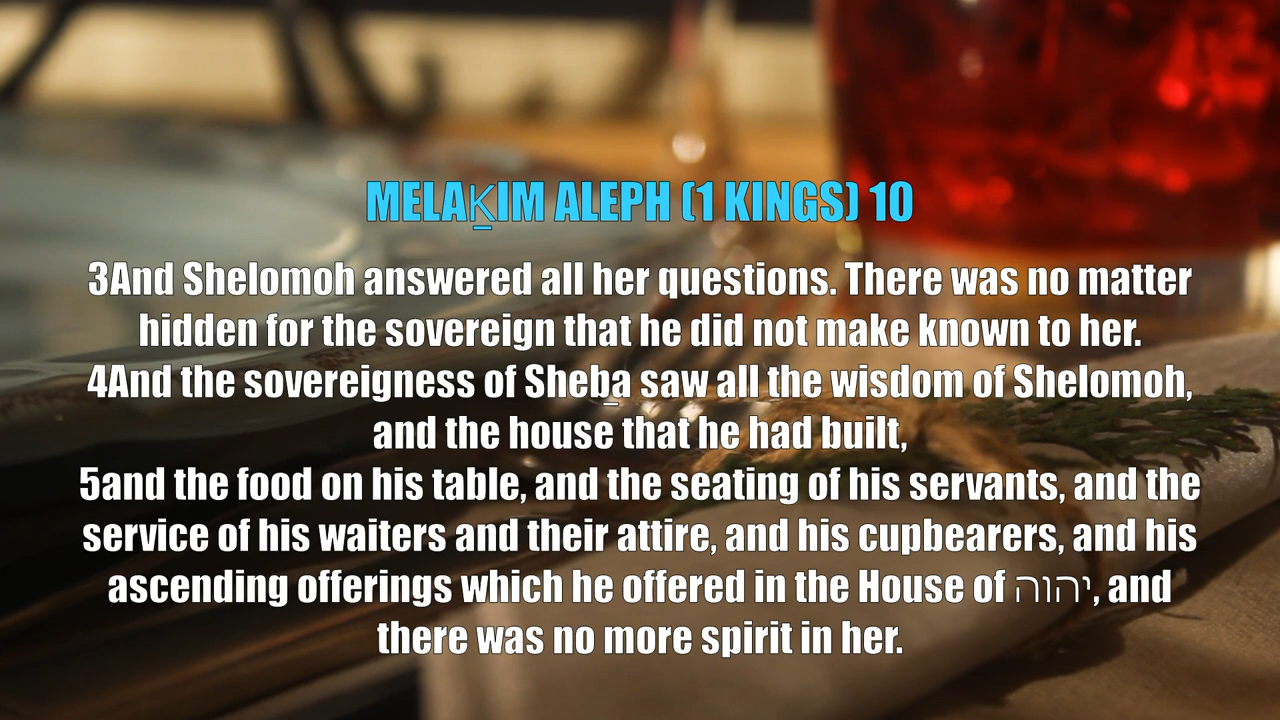 MELAḴIM ALEPH (1 KINGS) 10
3And Shelomoh answered all her questions. There was no matter
hidden for the sovereign that he did not make known to her.
4And the sovereigness of Sheḇa saw all the wisdom of Shelomoh,
and the house that he had built,
5and the food on his table, and the seating of his servants, and the
service of his waiters and their attire, and his cupbearers, and his
ascending offerings which he offered in the House of יהוה, and
there was no more spirit in her.